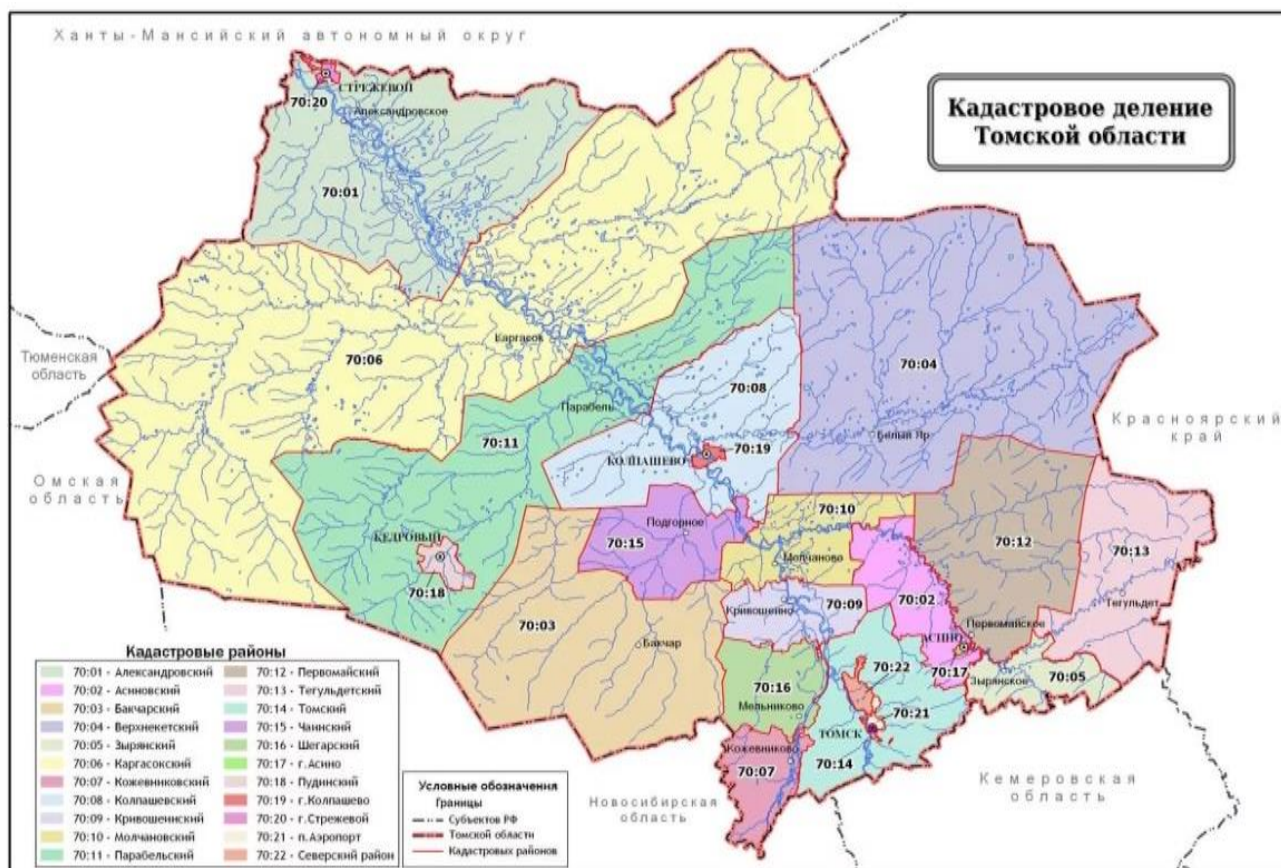 Ханты-Мансийский автономный округ
Кадастровое деление
Томской области
СТРЕЖЕВОЙ
70:20
Александровское
70:01
Тюменская
область
70:06
Каргасок
70:08
70:04
Парабель
Белый Яр
Красноярский
край
70:11
КОЛПАШЕВО
70:19
Омская
область
70:10
Подгорное
70:15
70:12
КЕДРОВЫЙ
Молчаново
70:13
70:18
70:09
70:02
Кривошеино
Тегульдет
70:03
Первомайское
АСИНО
Бакчар
70:22
70:17
Зырянское
70:05
70:16
Мельниково
70:21
ТОМСК
Кожевниково
70:14
70:07
Кемеровская
область
Новосибирская
область
Кадастровые районы
70:01 - Александровский
70:02 - Асиновский
70:03 - Бакчарский
70:04 - Верхнекетский
70:05 - Зырянский
70:06 - Каргасокский
70:07 - Кожевниковский
70:08 - Колпашевский
70:09 - Кривошеинский
70:10 - Молчановский
70:11 - Парабельский
70:12 - Первомайский
70:13 - Тегульдетский
70:14 - Томский
70:15 - Чаинский
70:16 - Шегарский
70:17 - г.Асино
70:18 - Пудинский
70:19 - г.Колпашево
70:20 - г.Стрежевой
70:21 - п.Аэропорт
70:22 - Северский район
Условные обозначения
Границы
Субъектов РФ
Томской области
Кадастровых районов